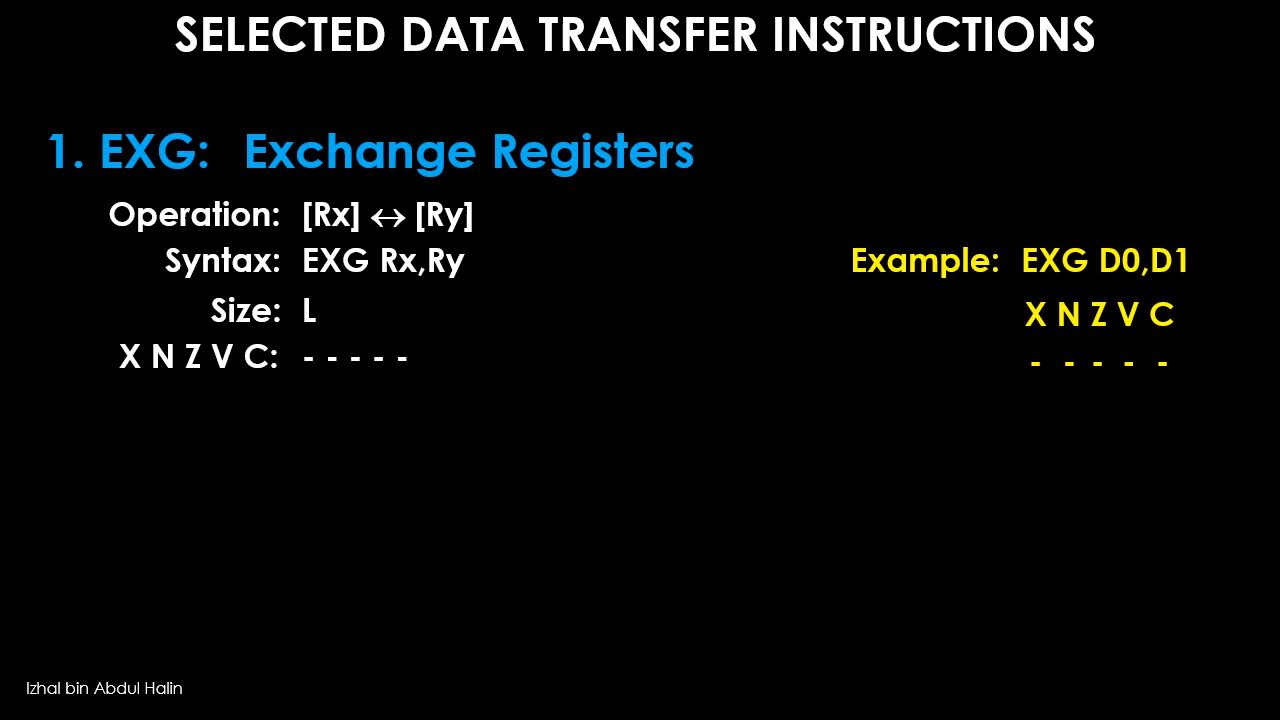 SELECTED DATA TRANSFER INSTRUCTIONS
1. EXG: Exchange Registers
Operation: [Rx] ↔ [Ry]
Syntax: EXG Rx,Ry
Size: L
X N Z V C: - - - - -
Example: EXG D0,D1
X N Z V C
- - - - -
Izhal bin Abdul Halin